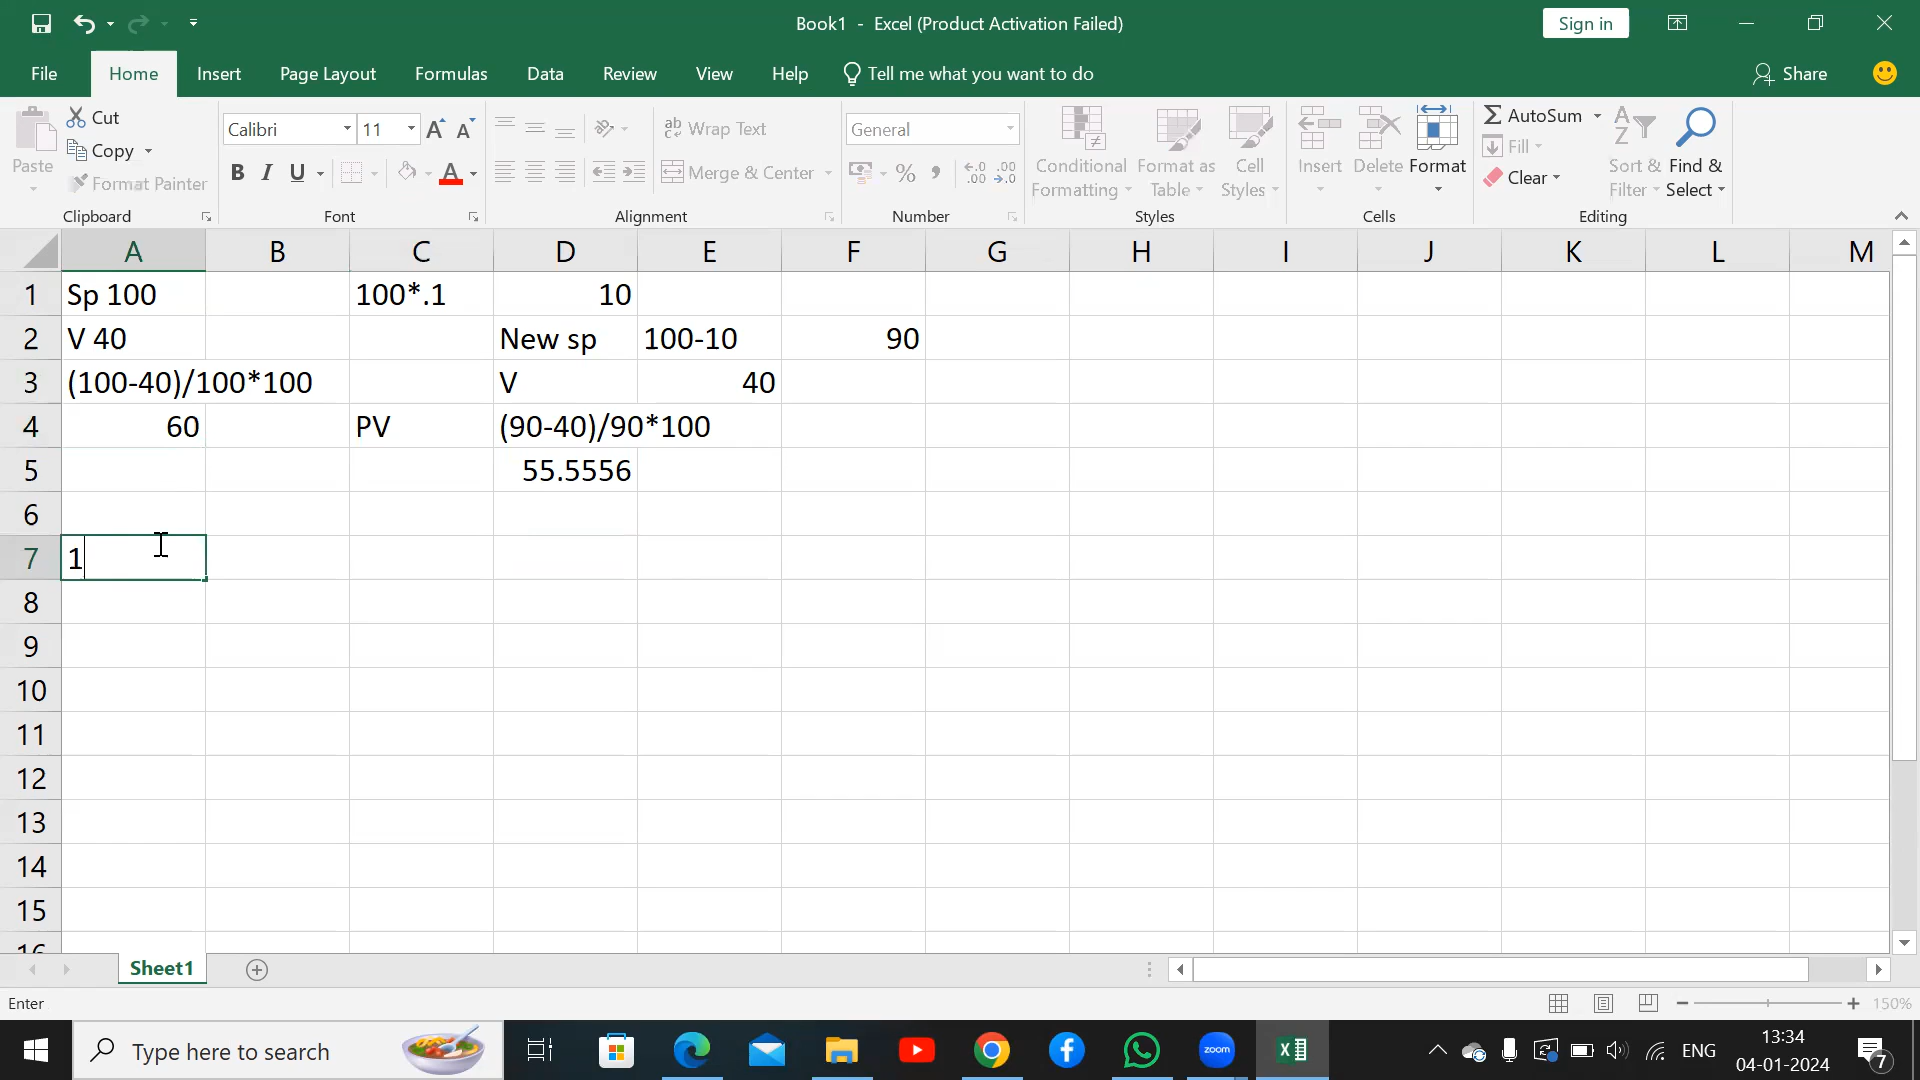 Book1 - Excel (Product Activation Failed)
Sign in
File Home Insert Page Layout Formulas Data Review View Help Tell me what you want to do Share
Paste
Cut
Copy
Format Painter
Clipboard
Calibri 11 A A
B I U A
Font
Wrap Text
Merge & Center
Alignment
General
% , ←.0 .00 .00 →.0
Number
Conditional Formatting
Format as Table
Cell Styles
Styles
Insert Delete Format
Cells
AutoSum
Fill
Clear
Sort & Filter
Find & Select
Editing
A B C D E F G H I J K L M
1 Sp 100 100*.1 10
2 V 40 New sp 100-10 90
3 (100-40)/100*100 V 40
4 60 PV (90-40)/90*100
5 55.5556
6
7 1
8
9
10
11
12
13
14
15
16
Sheet1
Enter
150%
Type here to search
zoom
ENG
13:34
04-01-2024
7